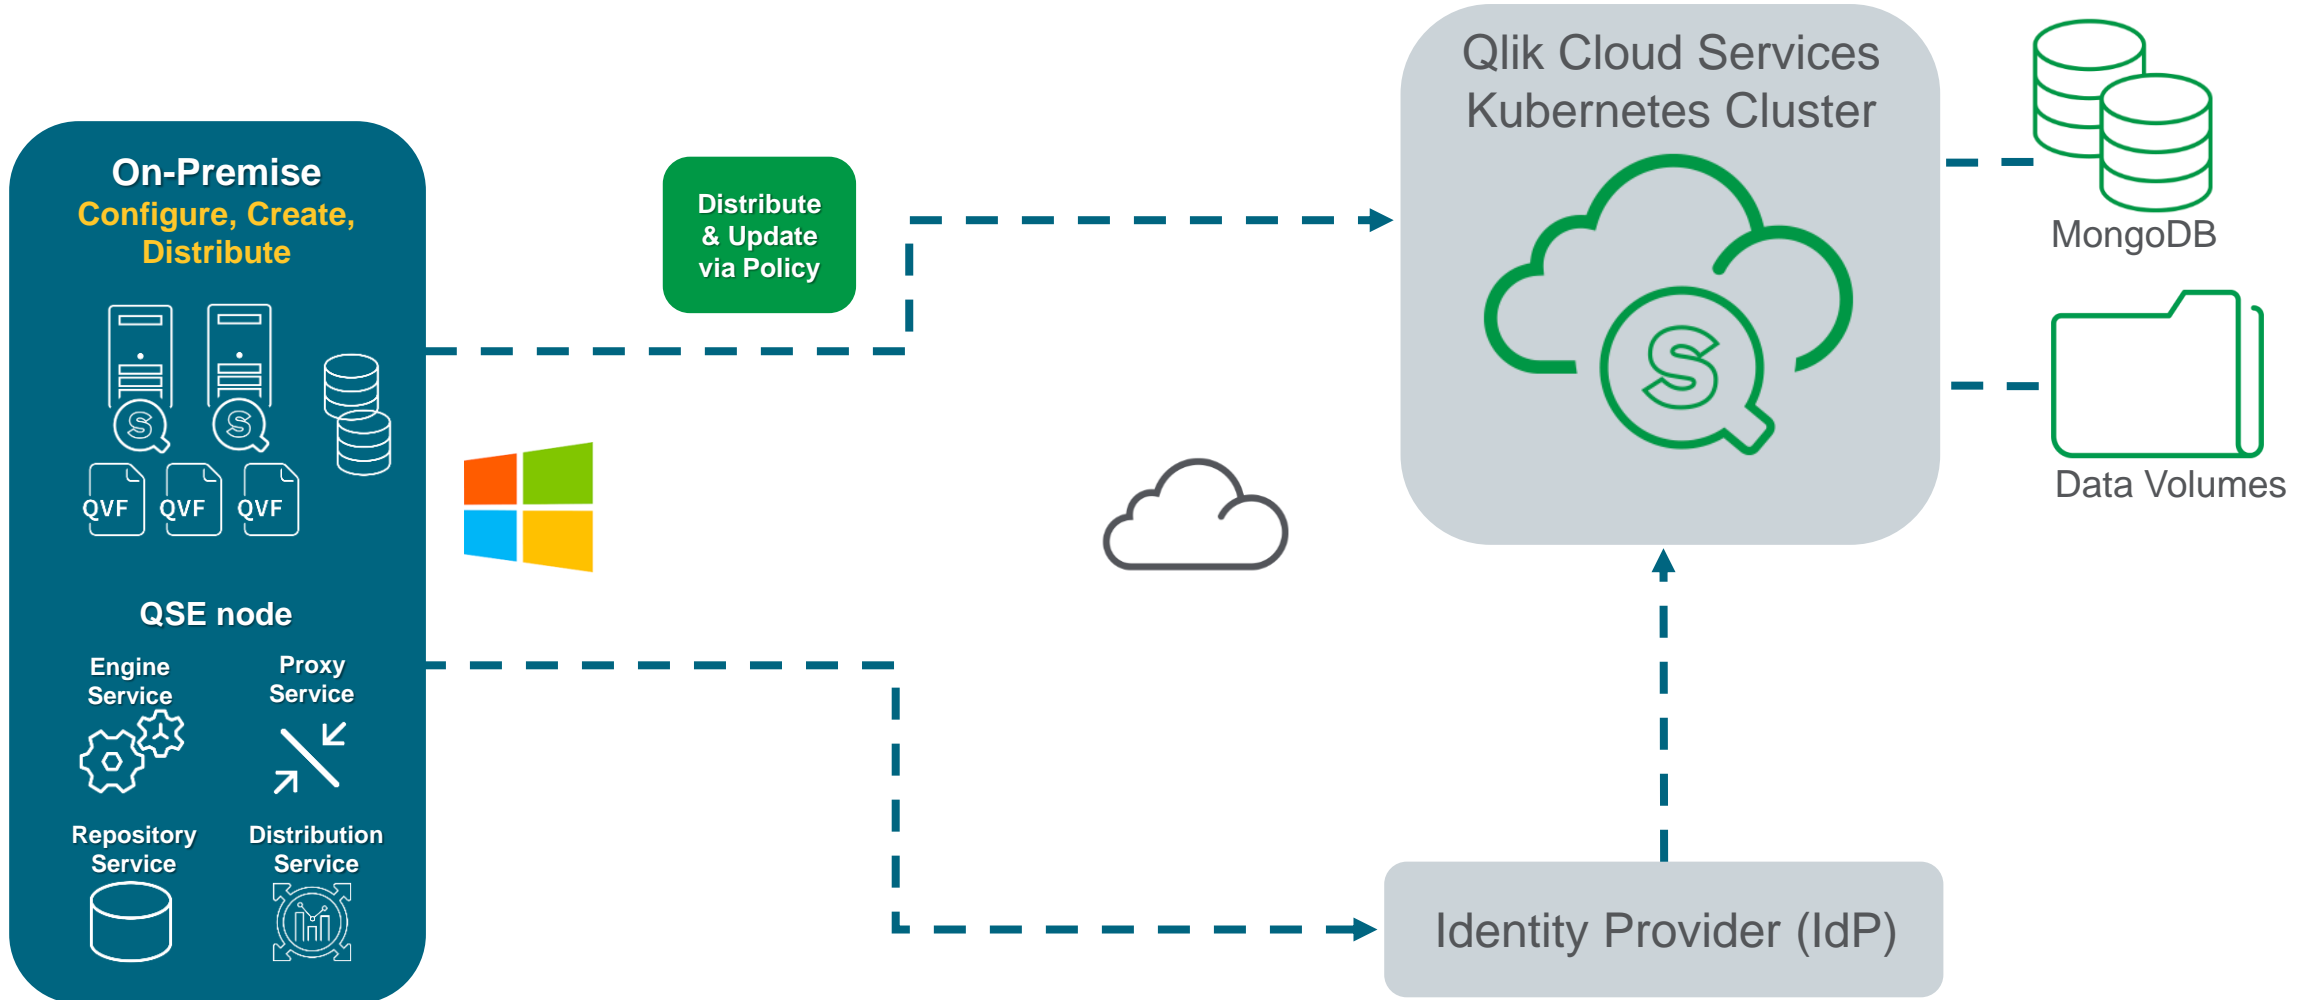 On-Premise
Configure, Create,
Distribute
S
S
QVF
QVF
QVF
QSE node
Engine
Service
Proxy
Service
Repository
Service
Distribution
Service
Distribute
& Update
via Policy
Qlik Cloud Services
Kubernetes Cluster
S
MongoDB
Data Volumes
Identity Provider (IdP)